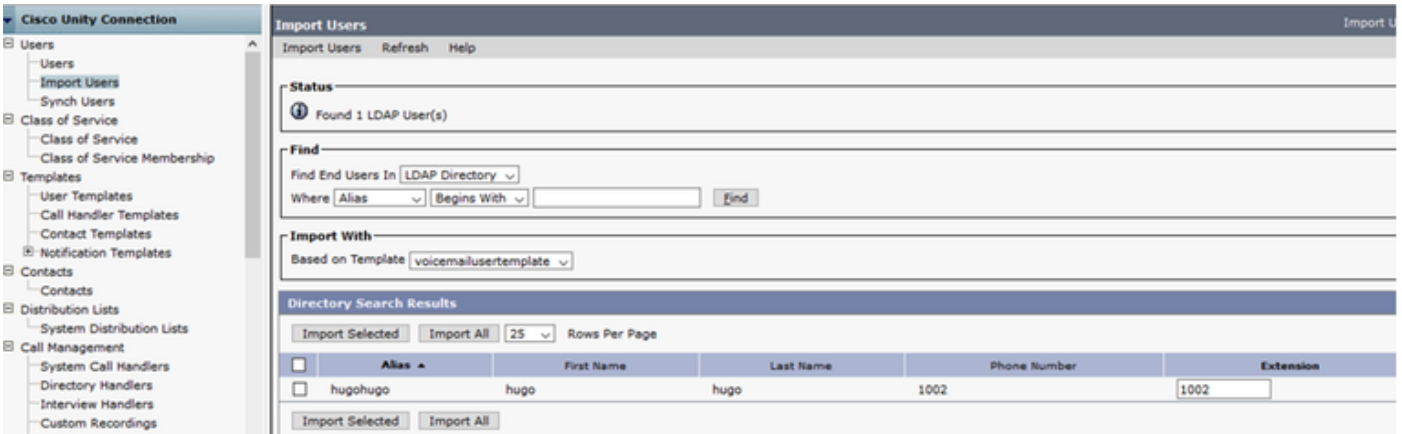 Cisco Unity Connection
Users
Users
Import Users
Synch Users
Class of Service
Class of Service
Class of Service Membership
Templates
User Templates
Call Handler Templates
Contact Templates
Notification Templates
Contacts
Contacts
Distribution Lists
System Distribution Lists
Call Management
System Call Handlers
Directory Handlers
Interview Handlers
Custom Recordings
Import Users
Import U
Import Users Refresh Help
Status
Found 1 LDAP User(s)
Find
Find End Users In LDAP Directory
Where Alias Begins With Find
Import With
Based on Template voicemailusertemplate
Directory Search Results
Import Selected Import All 25 Rows Per Page
Alias First Name Last Name Phone Number Extension
hugohugo hugo hugo 1002 1002
Import Selected Import All